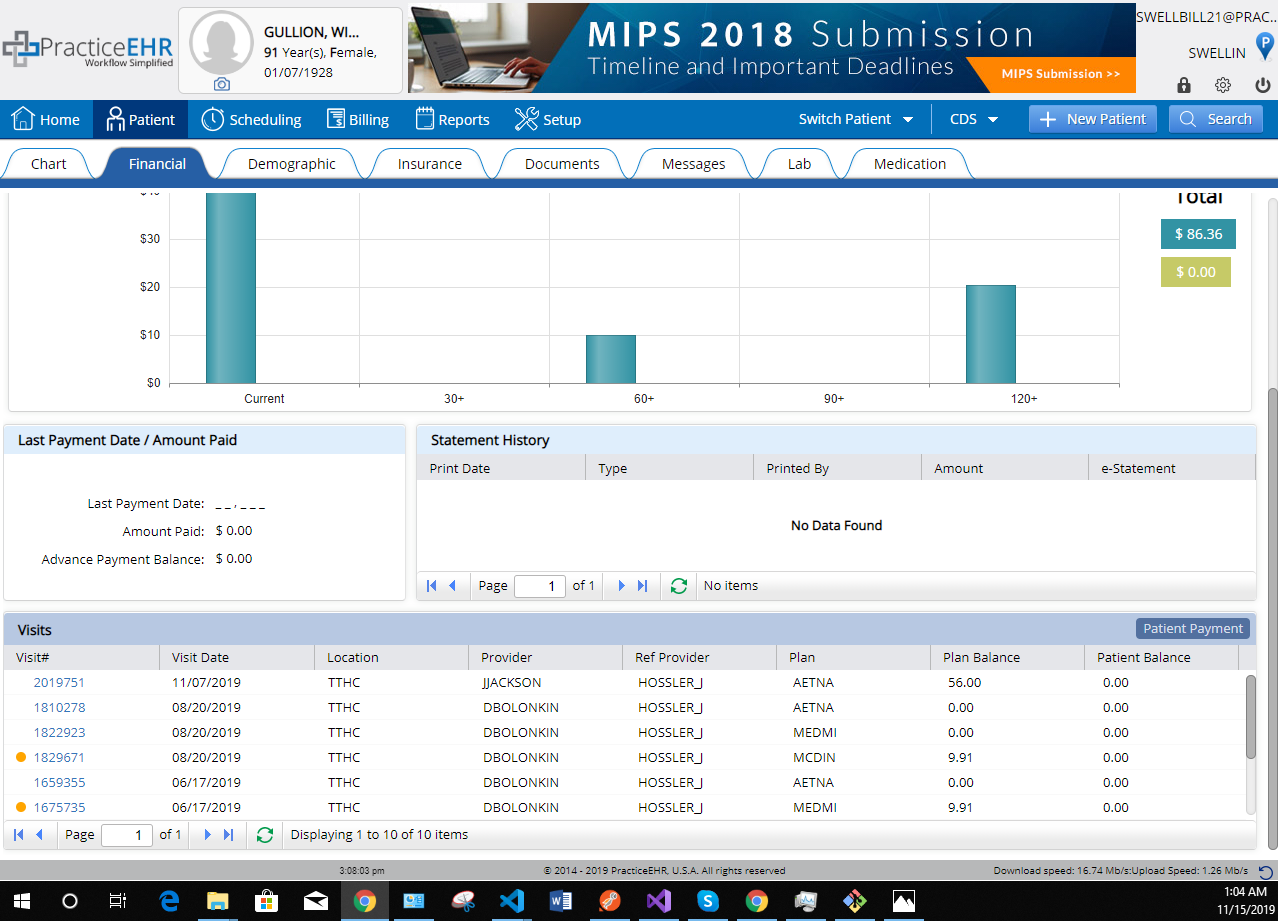 PracticeEHR
Workflow Simplified
GULLION, WI...
91 Year(s), Female,
01/07/1928
MIPS 2018 Submission
Timeline and Important Deadlines
MIPS Submission >>
SWELLBILL21@PRAC...
SWELLIN
P
Home Patient Scheduling Billing Reports Setup Switch Patient CDS New Patient Search
Chart Financial Demographic Insurance Documents Messages Lab Medication
Total
$40
$ 86.36
$30
$ 0.00
$20
$10
$0
Current 30+ 60+ 90+ 120+
Last Payment Date / Amount Paid
Last Payment Date: _ _ , _ _ _
Amount Paid: $ 0.00
Advance Payment Balance: $ 0.00
Statement History
Print Date Type Printed By Amount e-Statement
No Data Found
Page 1 of 1 No items
Visits Patient Payment
Visit# Visit Date Location Provider Ref Provider Plan Plan Balance Patient Balance
2019751 11/07/2019 TTHC JJACKSON HOSSLER_J AETNA 56.00 0.00
1810278 08/20/2019 TTHC DBOLONKIN HOSSLER_J AETNA 0.00 0.00
1822923 08/20/2019 TTHC DBOLONKIN HOSSLER_J MEDMI 0.00 0.00
1829671 08/20/2019 TTHC DBOLONKIN HOSSLER_J MCDIN 9.91 0.00
1659355 06/17/2019 TTHC DBOLONKIN HOSSLER_J AETNA 0.00 0.00
1675735 06/17/2019 TTHC DBOLONKIN HOSSLER_J MEDMI 9.91 0.00
Page 1 of 1 Displaying 1 to 10 of 10 items
3:08:03 pm © 2014 - 2019 PracticeEHR, U.S.A. All rights reserved Download speed: 16.74 Mb/s:Upload Speed: 1.26 Mb/s
1:04 AM
11/15/2019